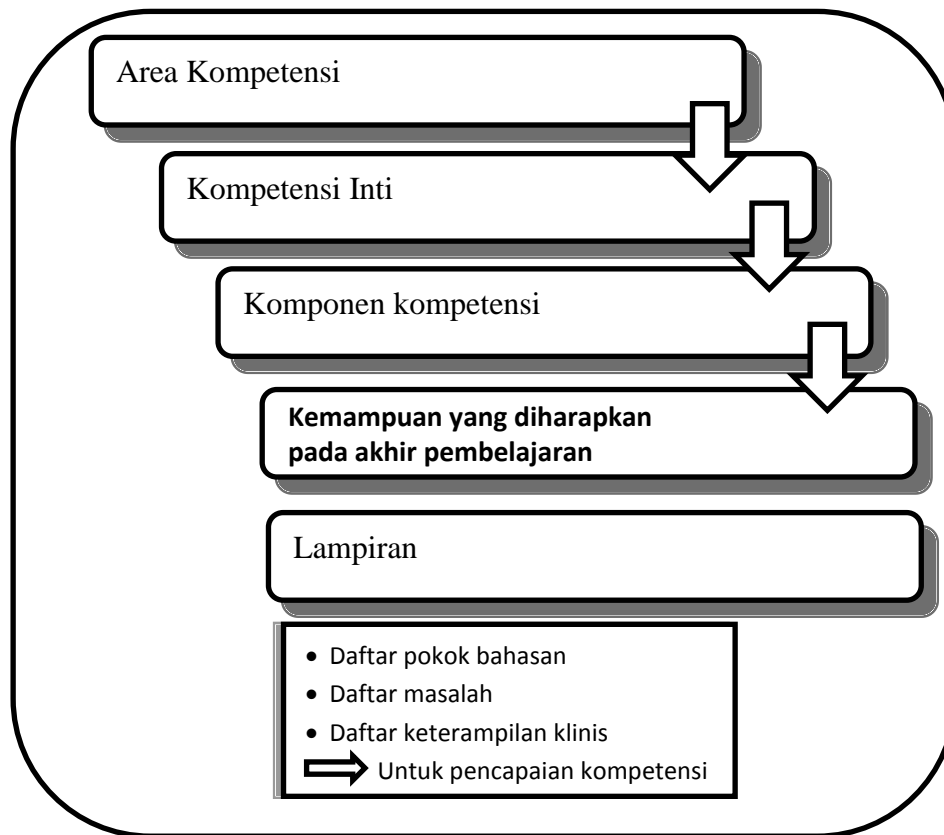 Area Kompetensi
Kompetensi Inti
Komponen kompetensi
Kemampuan yang diharapkan
pada akhir pembelajaran
Lampiran
• Daftar pokok bahasan
• Daftar masalah
• Daftar keterampilan klinis
Untuk pencapaian kompetensi